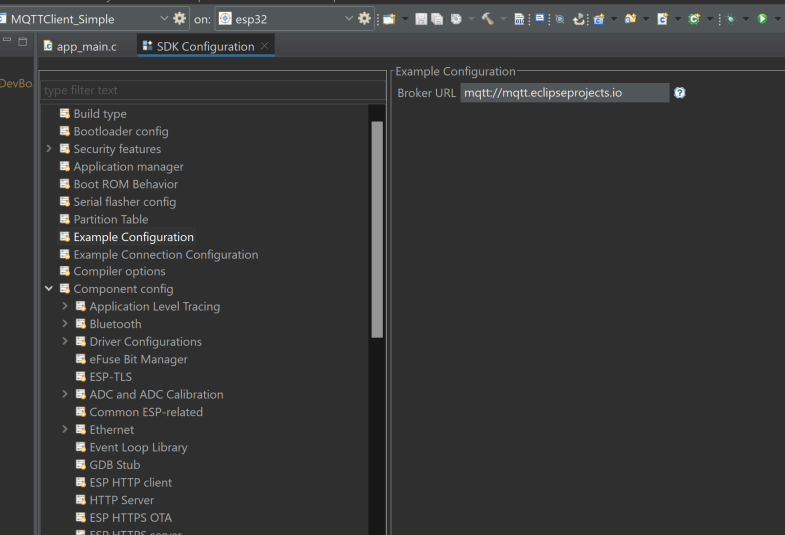 MQTTClient_Simple on: esp32
app_main.c SDK Configuration
DevBo
type filter text
Build type
Bootloader config
Security features
Application manager
Boot ROM Behavior
Serial flasher config
Partition Table
Example Configuration
Example Connection Configuration
Compiler options
Component config
Application Level Tracing
Bluetooth
Driver Configurations
eFuse Bit Manager
ESP-TLS
ADC and ADC Calibration
Common ESP-related
Ethernet
Event Loop Library
GDB Stub
ESP HTTP client
HTTP Server
ESP HTTPS OTA
ESP HTTPS server
Example Configuration
Broker URL mqtt://mqtt.eclipseprojects.io